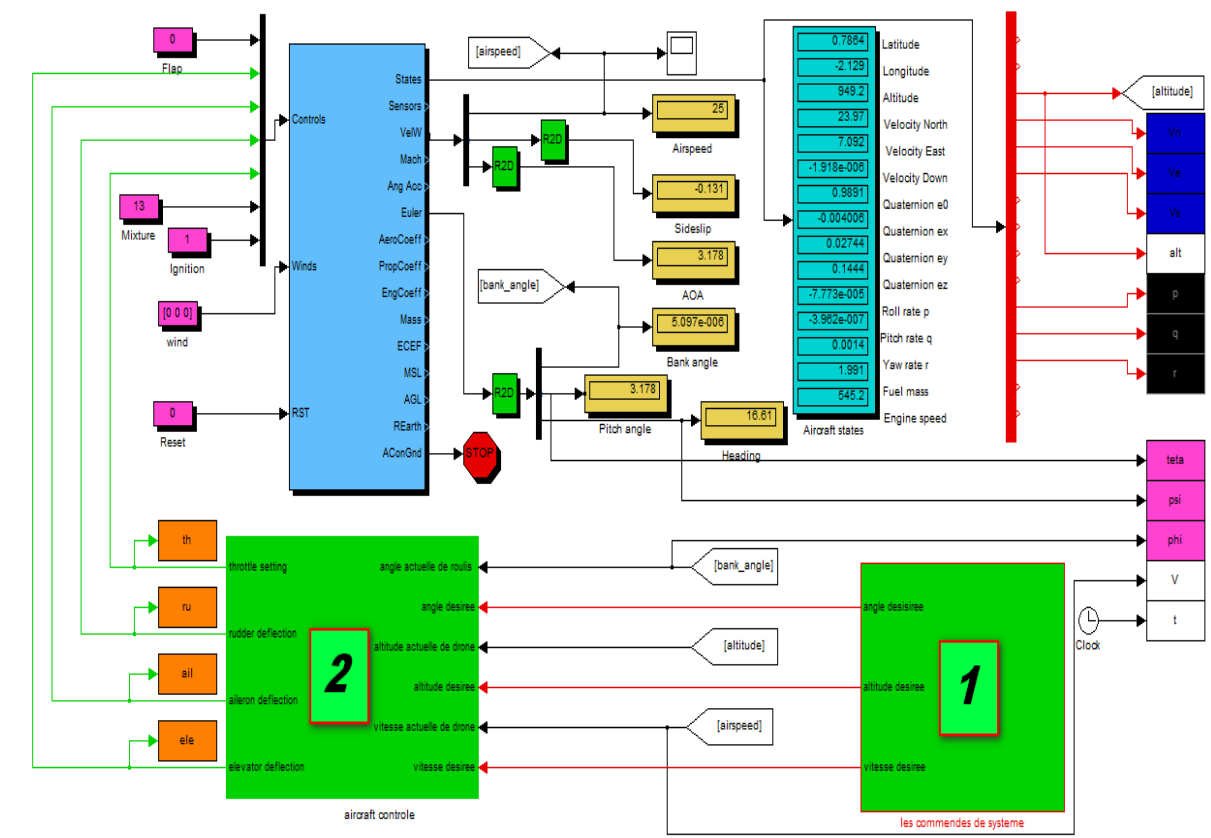 0
Flap
13
Mixture
1
Ignition
[0 0 0]
wind
0
Reset
Controls
Winds
RST
States
Sensors
VelW
Mach
Ang Acc
Euler
AeroCoeff
PropCoeff
EngCoeff
Mass
ECEF
MSL
AGL
REarth
AConGnd
STOP
[airspeed]
R2D
R2D
25
Airspeed
-0.131
Sideslip
3.178
AOA
[bank_angle]
5.097e-006
Bank angle
R2D
3.178
Pitch angle
16.61
Heading
0.7864
-2.129
949.2
23.97
7.092
-1.918e-006
0.9891
-0.004006
0.02744
0.1444
-7.773e-005
-3.962e-007
0.0014
1.991
545.2
Aircraft states
Latitude
Longitude
Altitude
Velocity North
Velocity East
Velocity Down
Quaternion e0
Quaternion ex
Quaternion ey
Quaternion ez
Roll rate p
Pitch rate q
Yaw rate r
Fuel mass
Engine speed
[altitude]
Vn
Ve
alt
p
q
r
teta
psi
phi
V
t
Clock
th
ru
ail
ele
throttle setting
rudder deflection
aileron deflection
elevator deflection
2
angle actuelle de roulis
angle desiree
altitude actuelle de drone
altitude desiree
vitesse actuelle de drone
vitesse desiree
aircraft controle
[bank_angle]
[altitude]
[airspeed]
angle desisiree
altitude desiree
vitesse desiree
1
les commendes de systeme